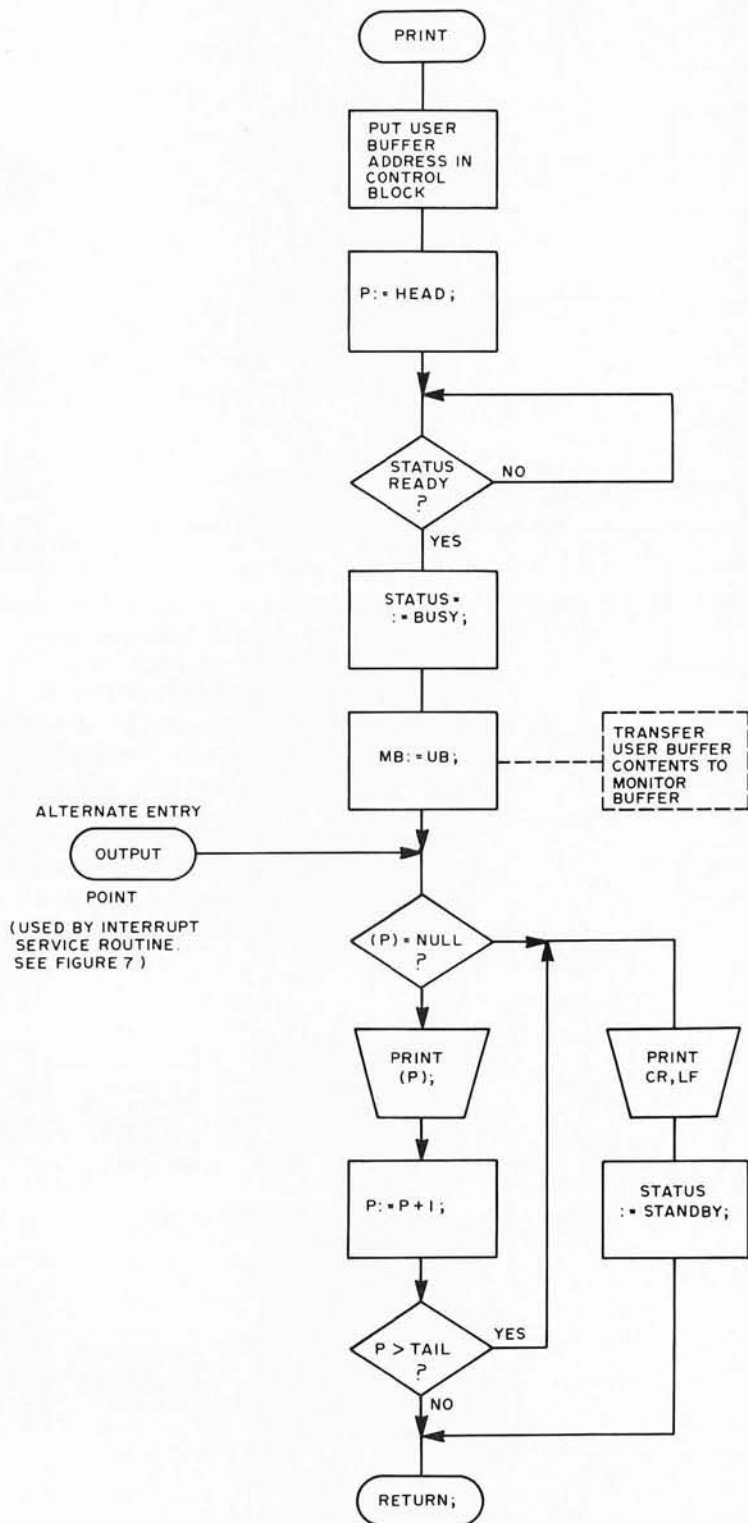 PRINT
PUT USER
BUFFER
ADDRESS IN
CONTROL
BLOCK
P:=HEAD;
STATUS
READY
?
NO
YES
STATUS=
:=BUSY;
MB:=UB;
TRANSFER
USER BUFFER
CONTENTS TO
MONITOR
BUFFER
ALTERNATE ENTRY
OUTPUT
POINT
(USED BY INTERRUPT
SERVICE ROUTINE.
SEE FIGURE 7)
(P)=NULL
?
PRINT
(P);
PRINT
CR,LF
P:=P+1;
STATUS
:=STANDBY;
P>TAIL
?
YES
NO
RETURN;